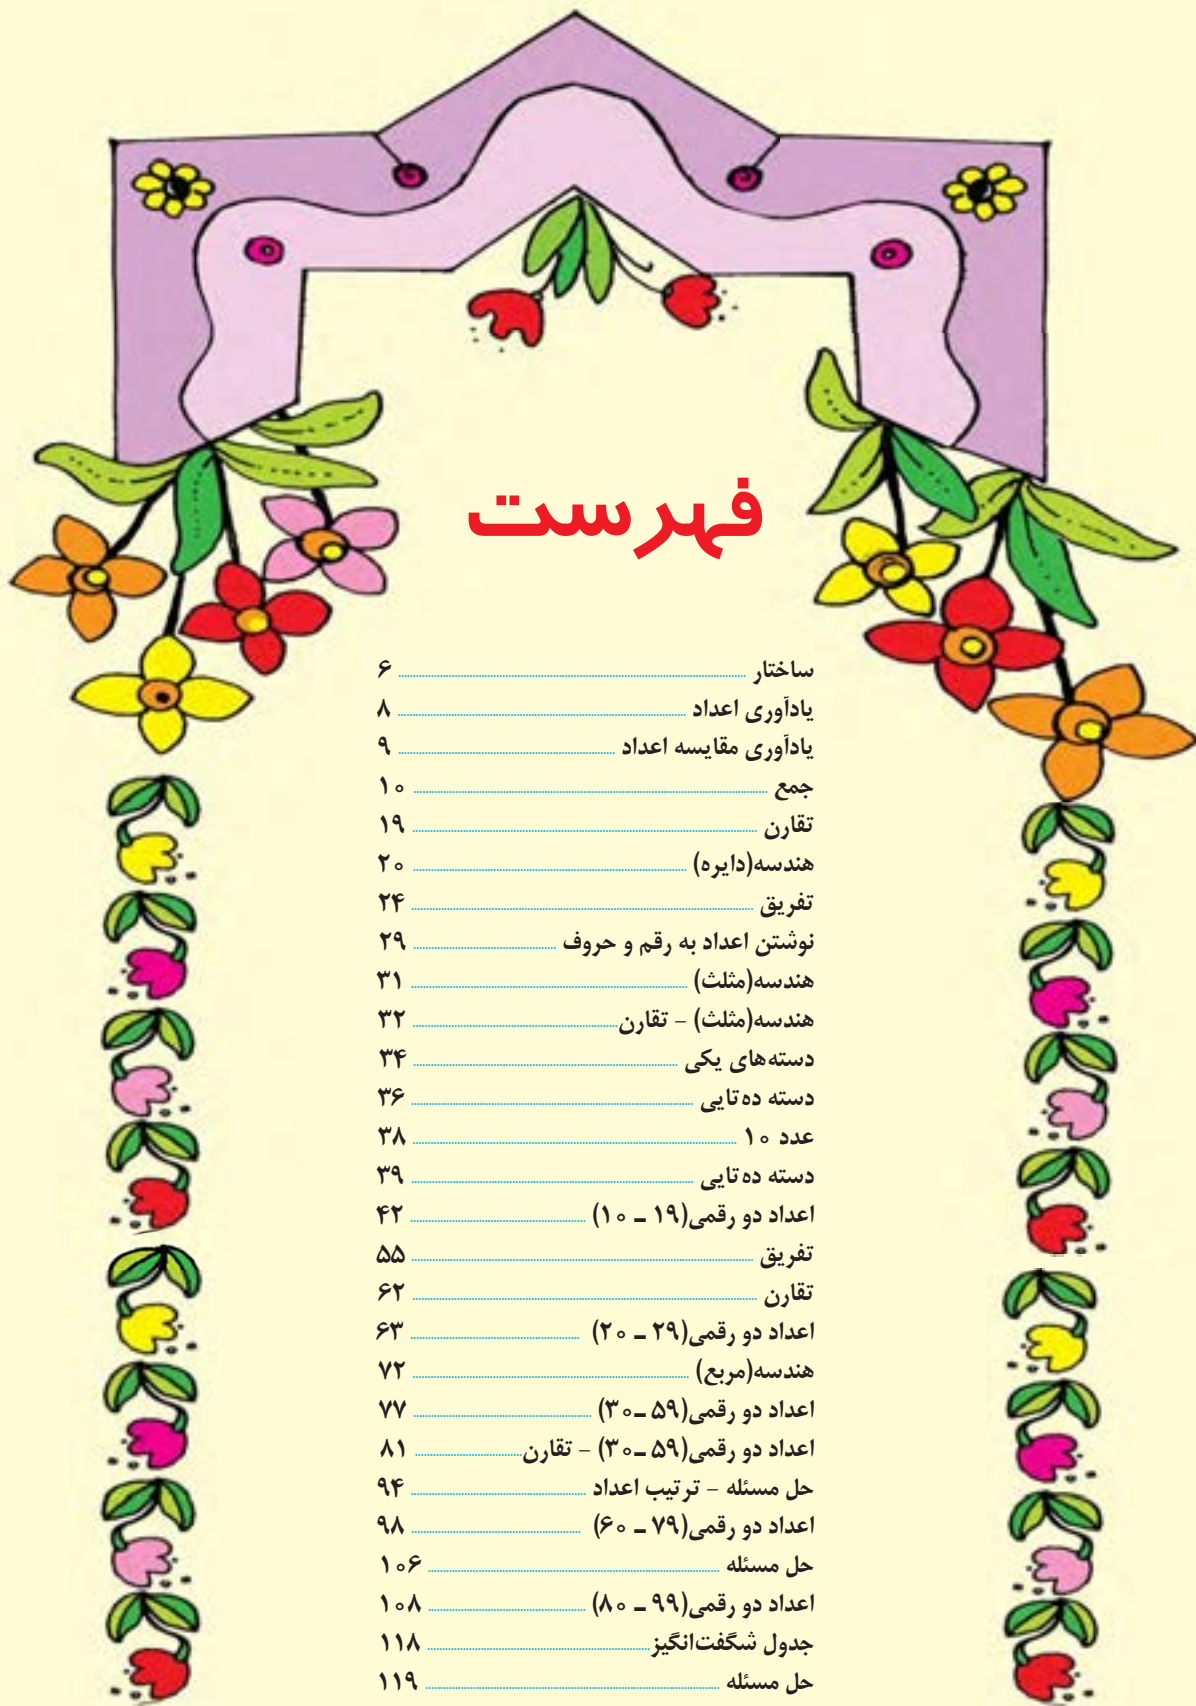 فهرست
ساختار ۶
یادآوری اعداد ۸
یادآوری مقایسه اعداد ۹
جمع ۱۰
تقارن ۱۹
هندسه(دایره) ۲۰
تفریق ۲۴
نوشتن اعداد به رقم و حروف ۲۹
هندسه(مثلث) ۳۱
هندسه(مثلث) - تقارن ۳۲
دسته‌های یکی ۳۴
دسته ده‌تایی ۳۶
عدد ۱۰ ۳۸
دسته ده‌تایی ۳۹
اعداد دو رقمی(۱۹ ـ ۱۰) ۴۲
تفریق ۵۵
تقارن ۶۲
اعداد دو رقمی(۲۹ ـ ۲۰) ۶۳
هندسه(مربع) ۷۲
اعداد دو رقمی(۵۹ ـ۳۰) ۷۷
اعداد دو رقمی(۵۹ ـ۳۰) - تقارن ۸۱
حل مسئله - ترتیب اعداد ۹۴
اعداد دو رقمی(۷۹ ـ ۶۰) ۹۸
حل مسئله ۱۰۶
اعداد دو رقمی(۹۹ ـ ۸۰) ۱۰۸
جدول شگفت‌انگیز ۱۱۸
حل مسئله ۱۱۹